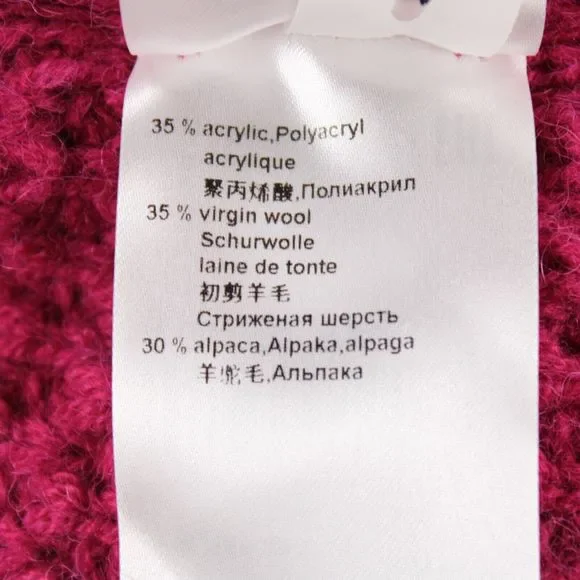 35 % acrylic,Polyacryl
acrylique
聚丙烯酸,Полиакрил
35 % virgin wool
Schurwolle
laine de tonte
初剪羊毛
Стриженая шерсть
30 % alpaca,Alpaka,alpaga
羊驼毛,Альпака